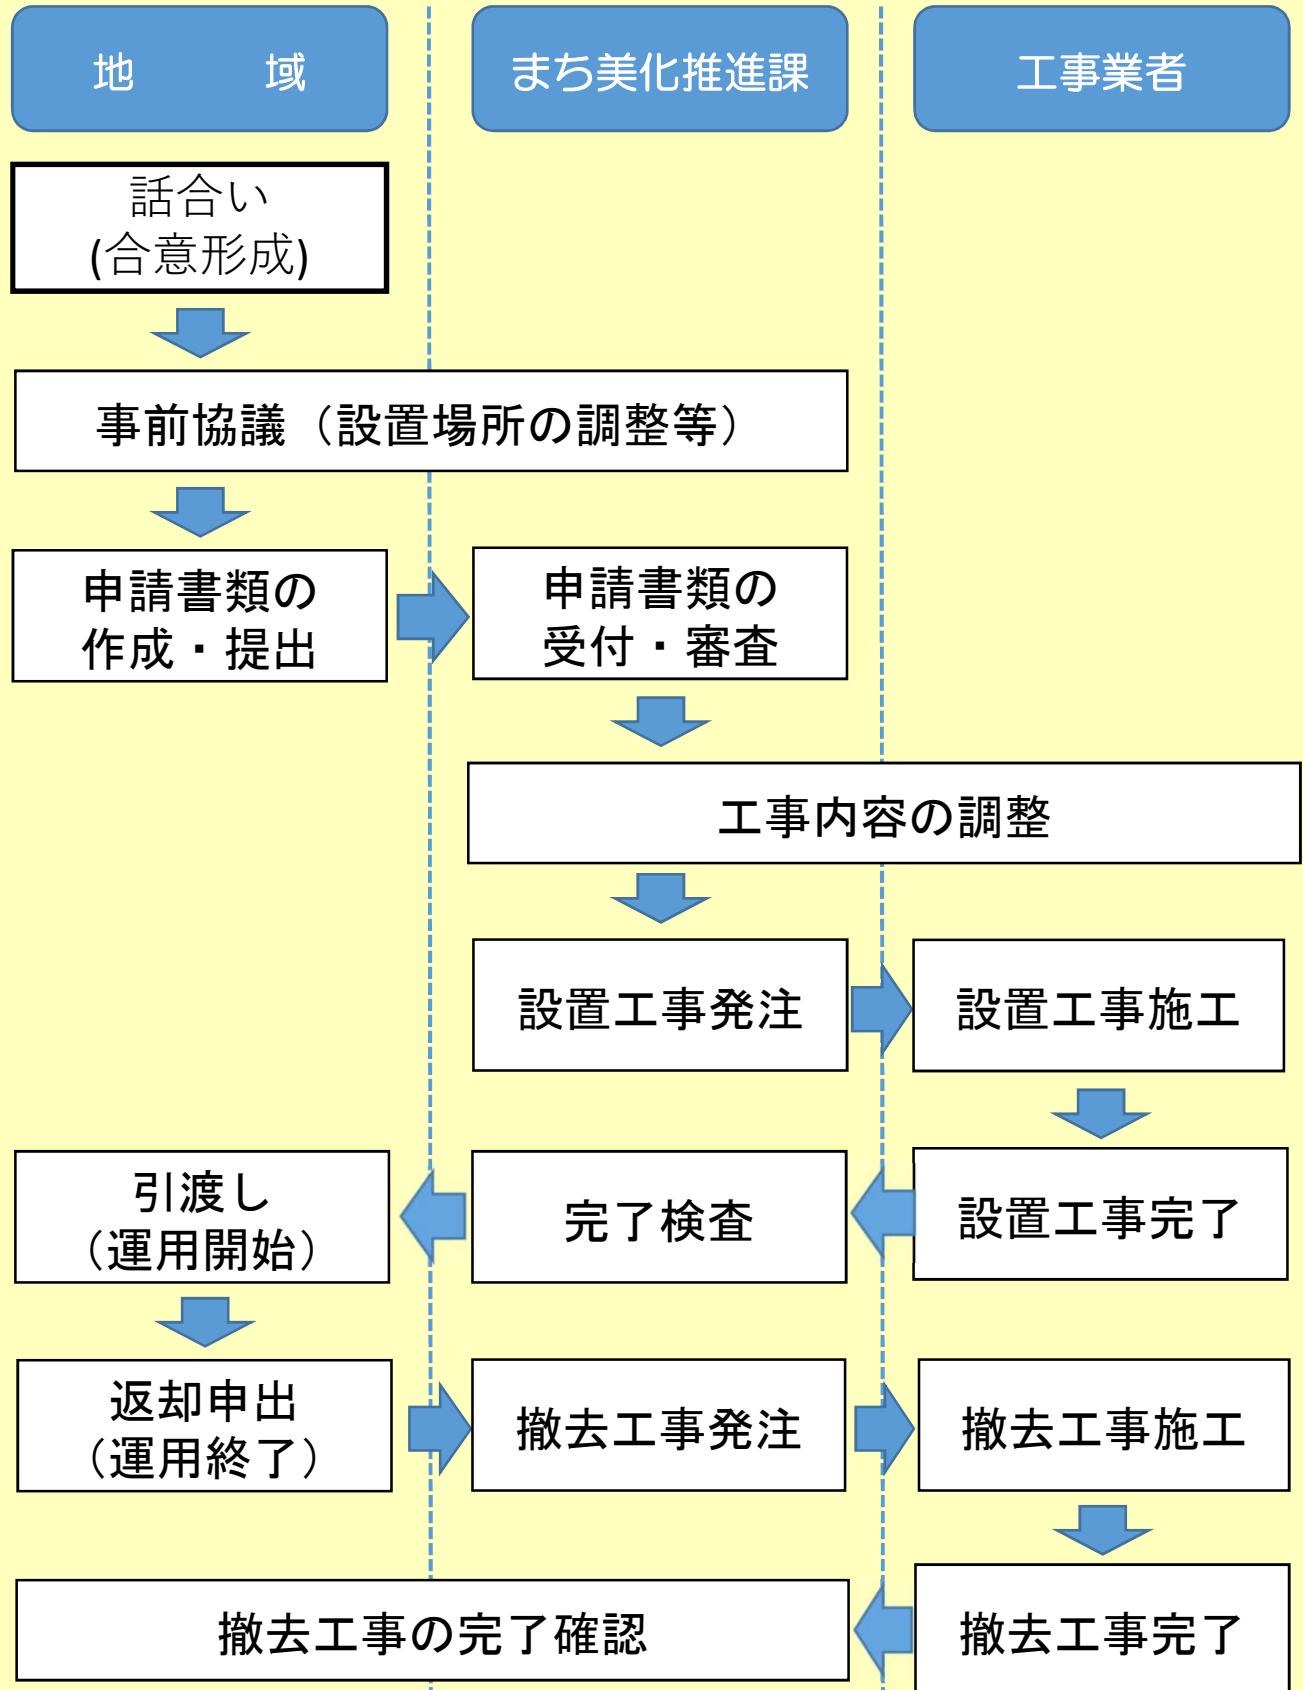 地　域
まち美化推進課
工事業者
話合い
(合意形成)
事前協議（設置場所の調整等）
申請書類の
作成・提出
申請書類の
受付・審査
工事内容の調整
設置工事発注
設置工事施工
引渡し
（運用開始）
完了検査
設置工事完了
返却申出
（運用終了）
撤去工事発注
撤去工事施工
撤去工事の完了確認
撤去工事完了